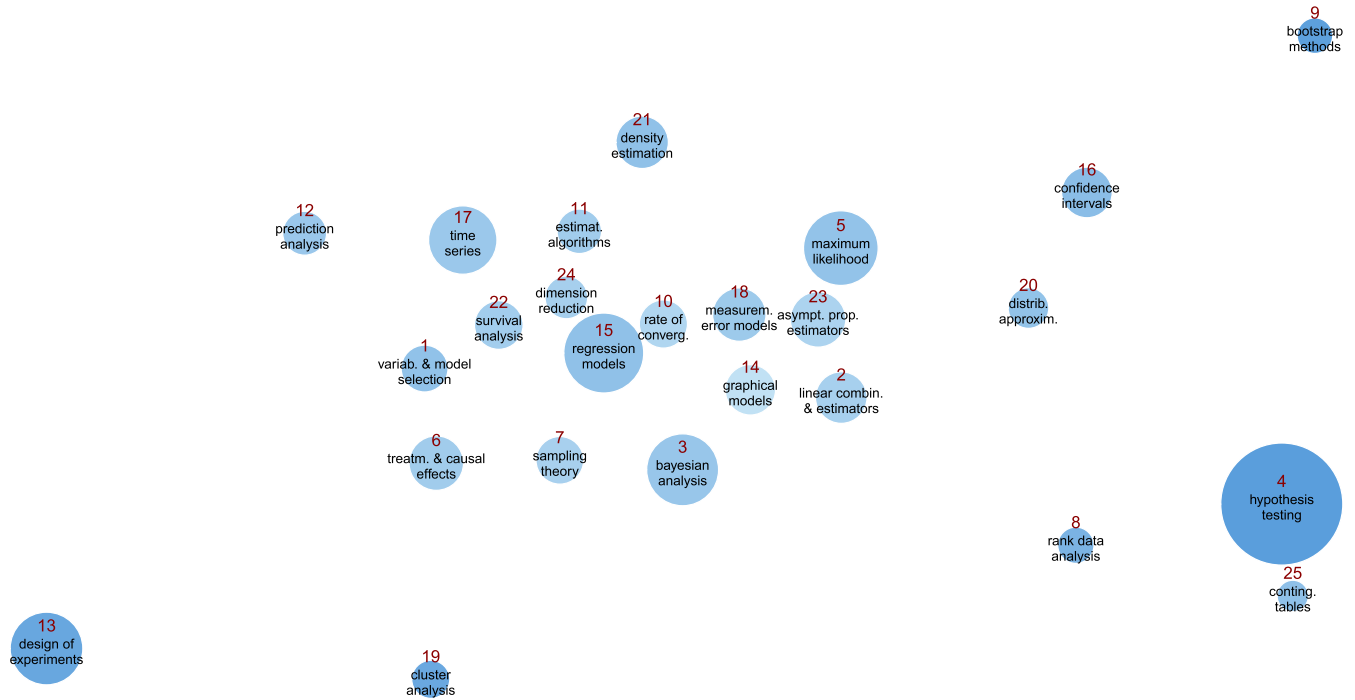 9
bootstrap
methods
21
density
estimation
16
confidence
intervals
12
prediction
analysis
17
time
series
11
estimat.
algorithms
5
maximum
likelihood
24
dimension
reduction
22
survival
analysis
10
rate of
converg.
18
measurem.
error models
23
asympt. prop.
estimators
20
distrib.
approxim.
15
regression
models
1
variab. & model
selection
14
graphical
models
2
linear combin.
& estimators
6
treatm. & causal
effects
7
sampling
theory
3
bayesian
analysis
4
hypothesis
testing
8
rank data
analysis
25
conting.
tables
13
design of
experiments
19
cluster
analysis